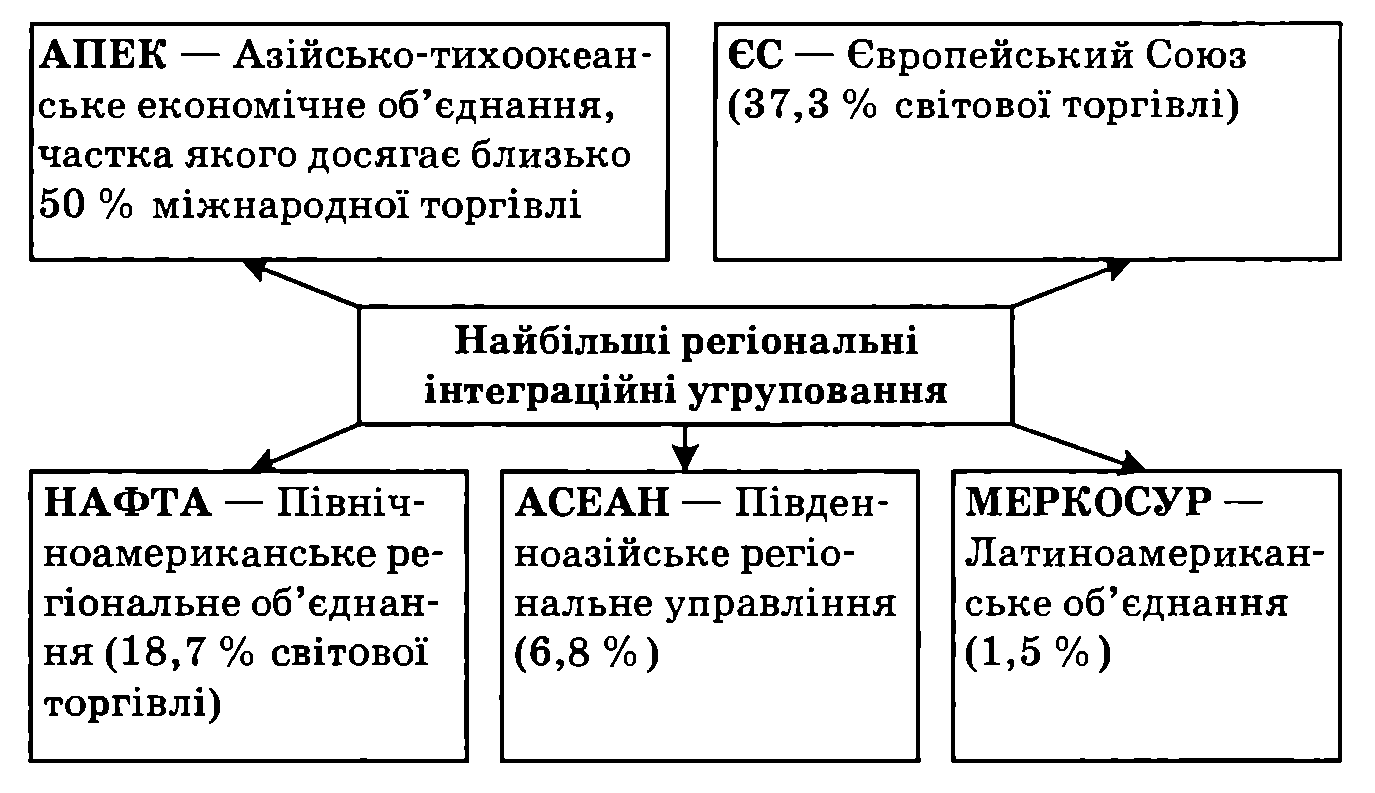 АПЕК — Азійсько-тихоокеан-
ське економічне об’єднання,
частка якого досягає близько
50 % міжнародної торгівлі
ЄС — Європейський Союз
(37,3 % світової торгівлі)
Найбільші регіональні
інтеграційні угруповання
НАФТА — Північ-
ноамериканське ре-
гіональне об’єднан-
ня (18,7 % світової
торгівлі)
АСЕАН — Півден-
ноазійське регіо-
нальне управління
(6,8 %)
МЕРКОСУР —
Латиноамерикан-
ське об’єднання
(1,5 %)